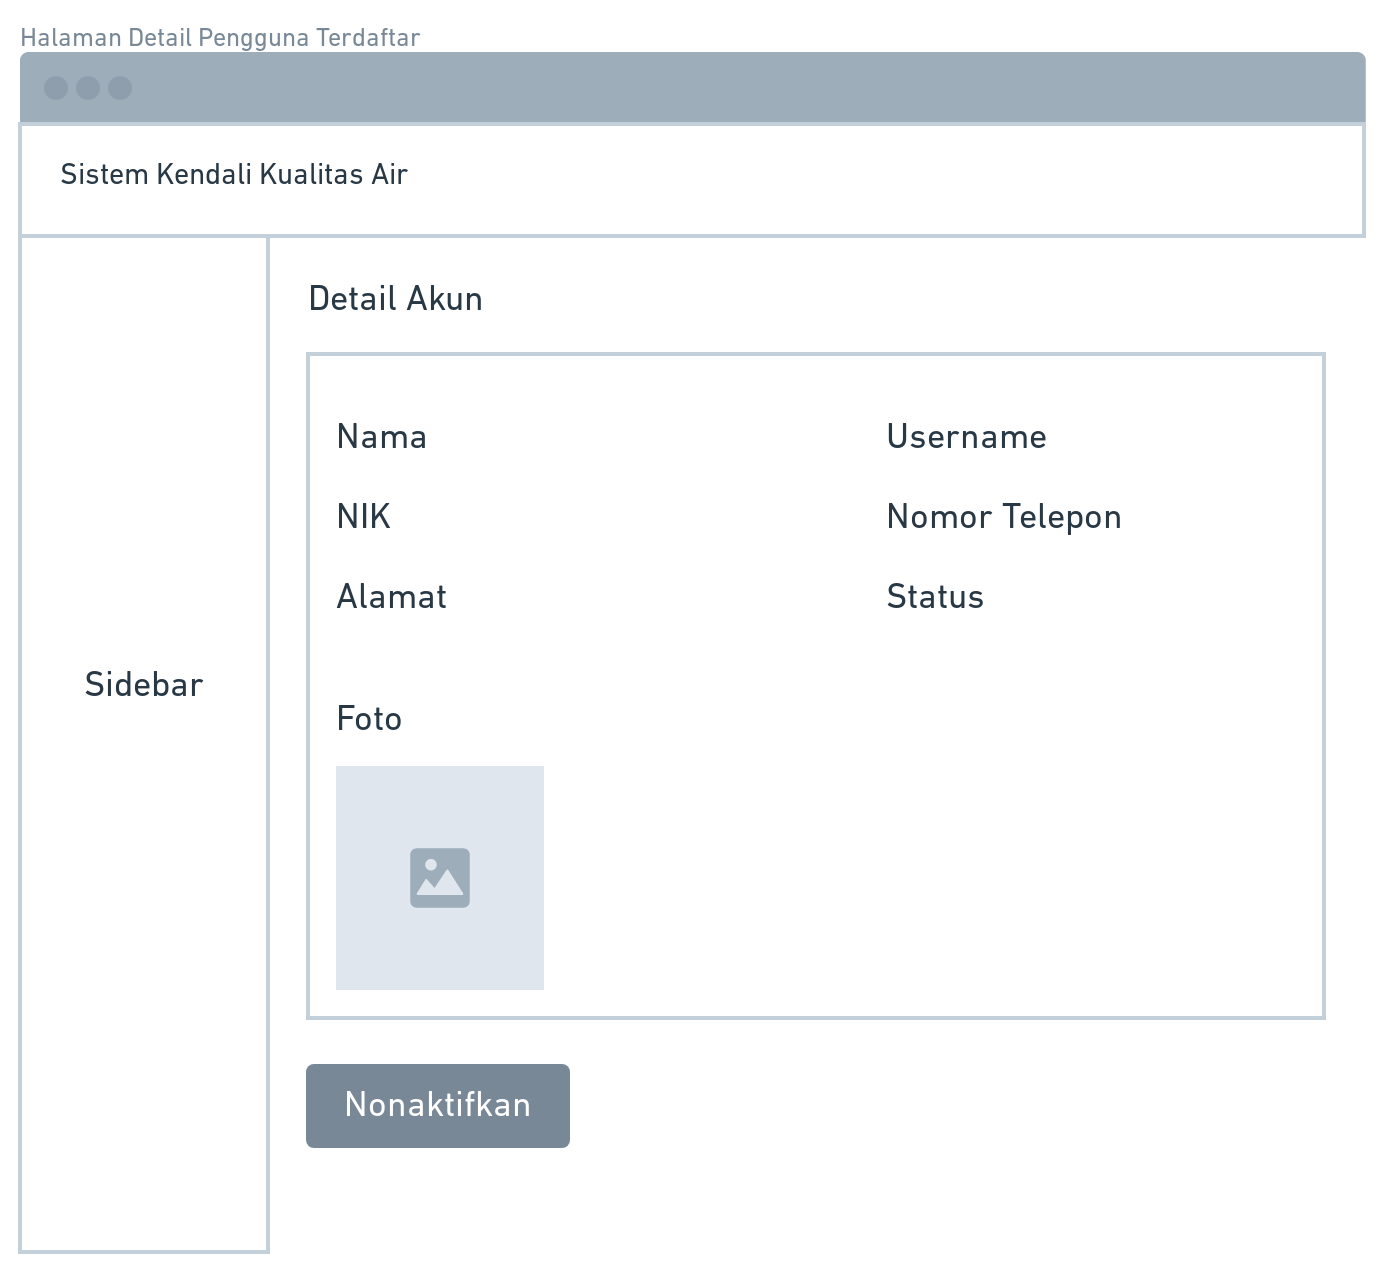 Halaman Detail Pengguna Terdaftar
Sistem Kendali Kualitas Air
Sidebar
Detail Akun
Nama
Username
NIK
Nomor Telepon
Alamat
Status
Foto
Nonaktifkan